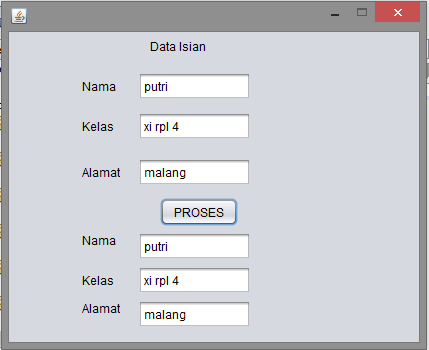 Data Isian
Nama putri
Kelas xi rpl 4
Alamat malang
PROSES
Nama putri
Kelas xi rpl 4
Alamat malang